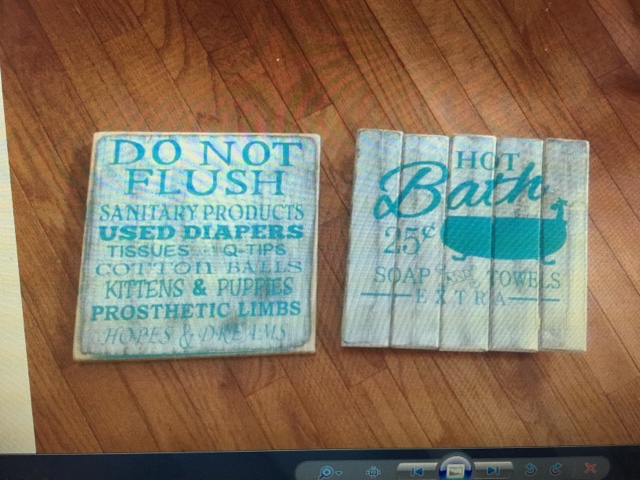 DO NOT
FLUSH
SANITARY PRODUCTS
USED DIAPERS
TISSUES Q-TIPS
COTTON BALLS
KITTENS & PUPPIES
PROSTHETIC LIMBS
HOPES & DREAMS
HOT
Bath
25¢
SOAP and TOWELS
EXTRA